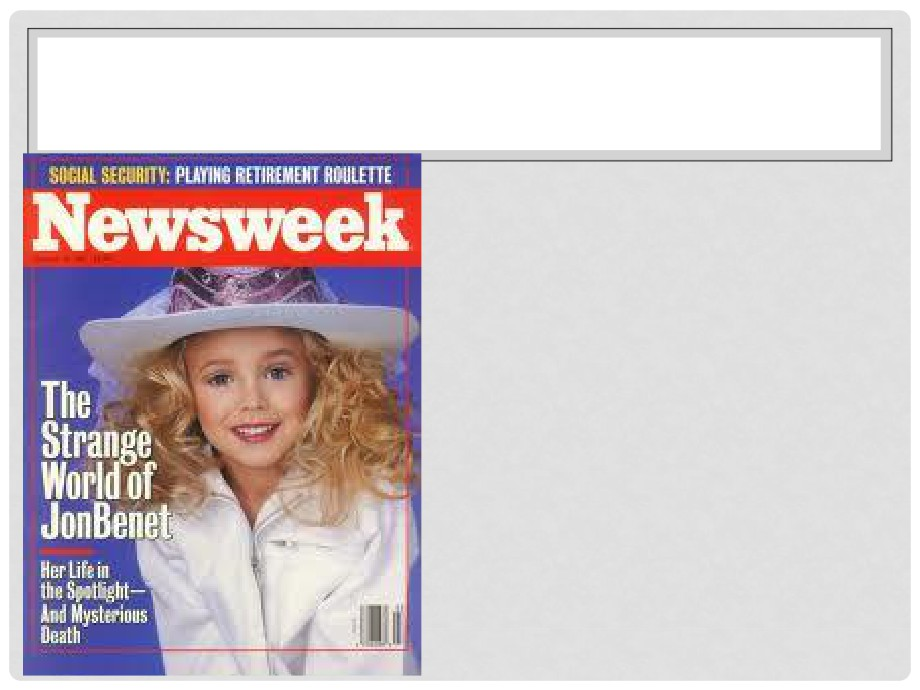 SOCIAL SECURITY: PLAYING RETIREMENT ROULETTE
Newsweek
The
Strange
World of
JonBenet
Her Life in
the Spotlight—
And Mysterious
Death